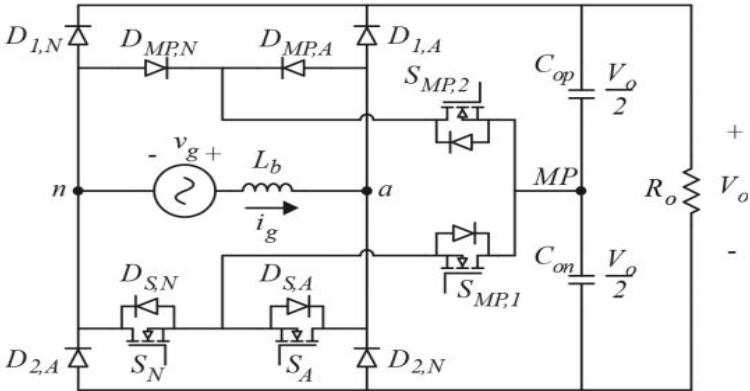 D1,N
DMP,N
DMP,A
D1,A
SMP,2
Cop
Vo
2
- vg +
Lb
n
a
MP
Ro
+
Vo
-
ig
DS,N
DS,A
SMP,1
Con
Vo
2
D2,A
SN
SA
D2,N